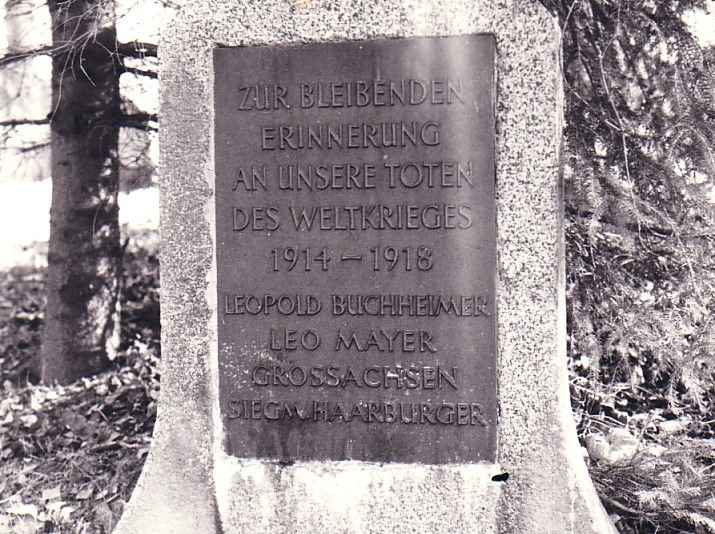 ZUR BLEIBENDEN
ERINNERUNG
AN UNSERE TOTEN
DES WELTKRIEGES
1914 – 1918
LEOPOLD BUCHHEIMER
LEO MAYER
GROSSACHSEN
SIEGM. HAARBURGER